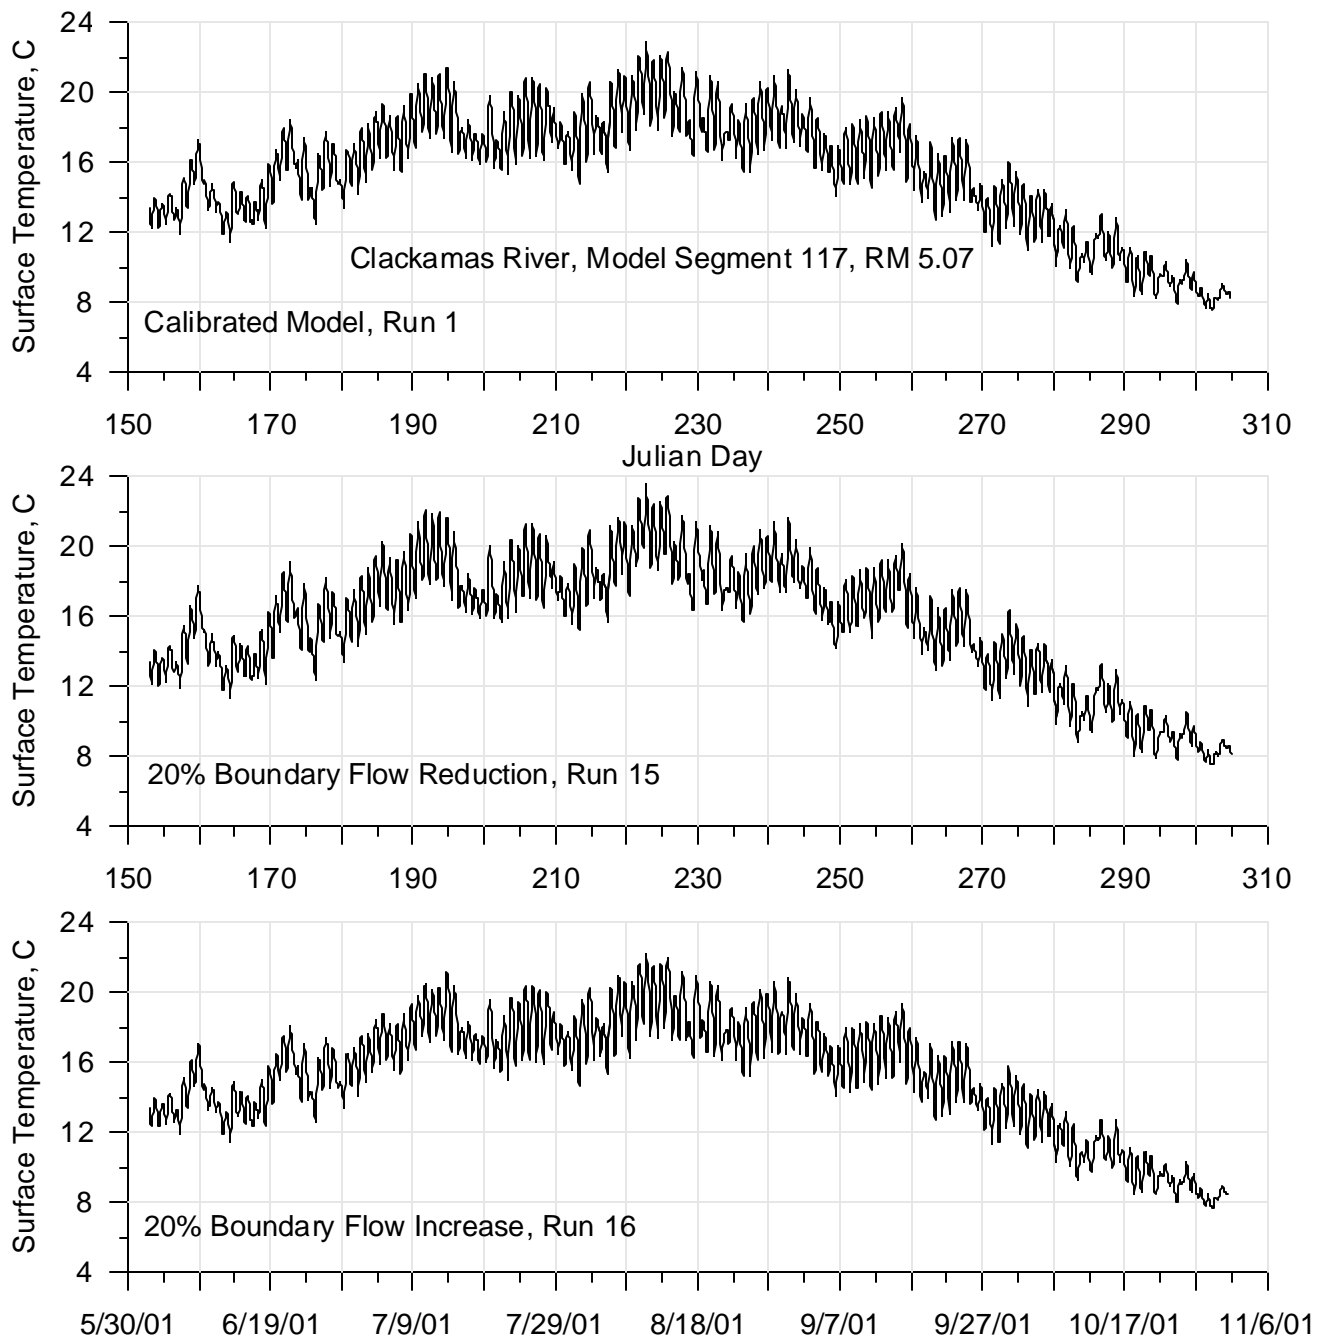 24
20
16
12
8
4
Surface Temperature, C
Clackamas River, Model Segment 117, RM 5.07
Calibrated Model, Run 1
150 170 190 210 230 250 270 290 310
Julian Day
24
20
16
12
8
4
Surface Temperature, C
20% Boundary Flow Reduction, Run 15
150 170 190 210 230 250 270 290 310
24
20
16
12
8
4
Surface Temperature, C
20% Boundary Flow Increase, Run 16
5/30/01 6/19/01 7/9/01 7/29/01 8/18/01 9/7/01 9/27/01 10/17/01 11/6/01